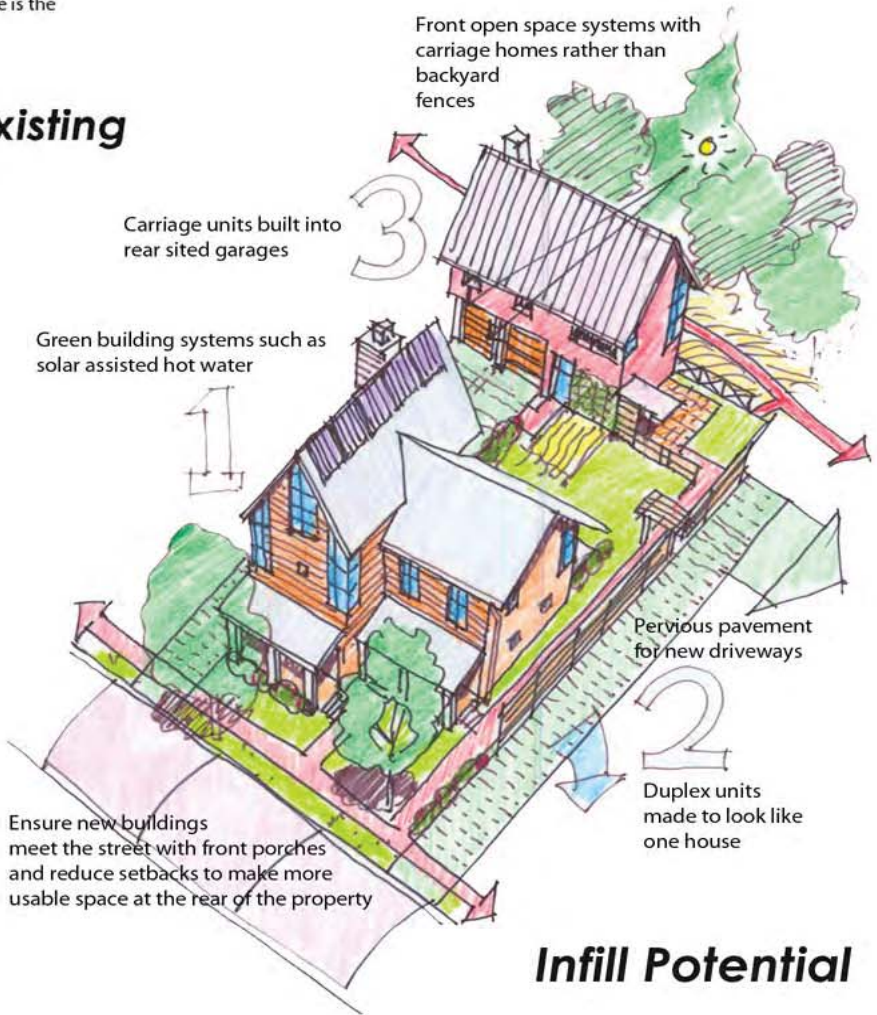 e is the
Front open space systems with
carriage homes rather than
backyard
fences
xisting
3
Carriage units built into
rear sited garages
Green building systems such as
solar assisted hot water
1
Pervious pavement
for new driveways
2
Duplex units
made to look like
one house
Ensure new buildings
meet the street with front porches
and reduce setbacks to make more
usable space at the rear of the property
Infill Potential